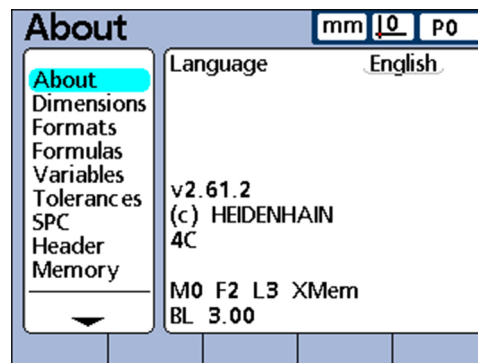 About mm 0 P0
About
Dimensions
Formats
Formulas
Variables
Tolerances
SPC
Header
Memory
Language English
v2.61.2
(c) HEIDENHAIN
4C
M0 F2 L3 XMem
BL 3.00